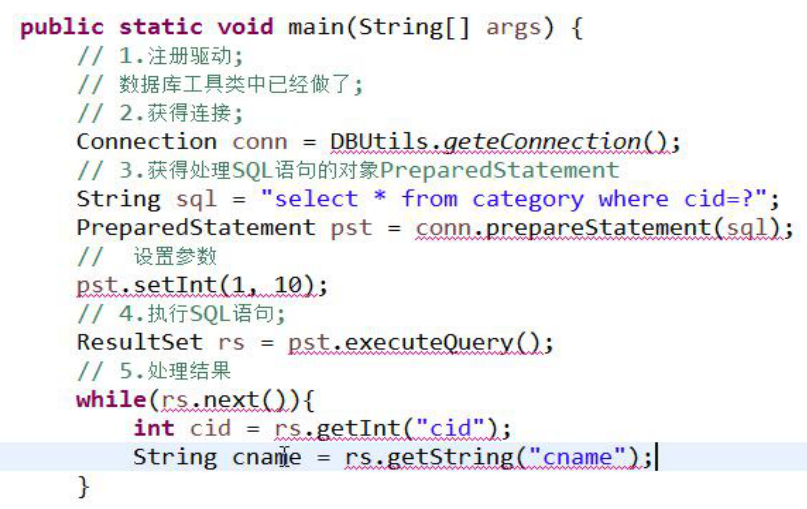 public static void main(String[] args) {
// 1.注册驱动;
// 数据库工具类中已经做了;
// 2.获得连接;
Connection conn = DBUtils.geteConnection();
// 3.获得处理SQL语句的对象PreparedStatement
String sql = "select * from category where cid=?";
PreparedStatement pst = conn.prepareStatement(sql);
//  设置参数
pst.setInt(1, 10);
// 4.执行SQL语句;
ResultSet rs = pst.executeQuery();
// 5.处理结果
while(rs.next()){
int cid = rs.getInt("cid");
String cname = rs.getString("cname");
}